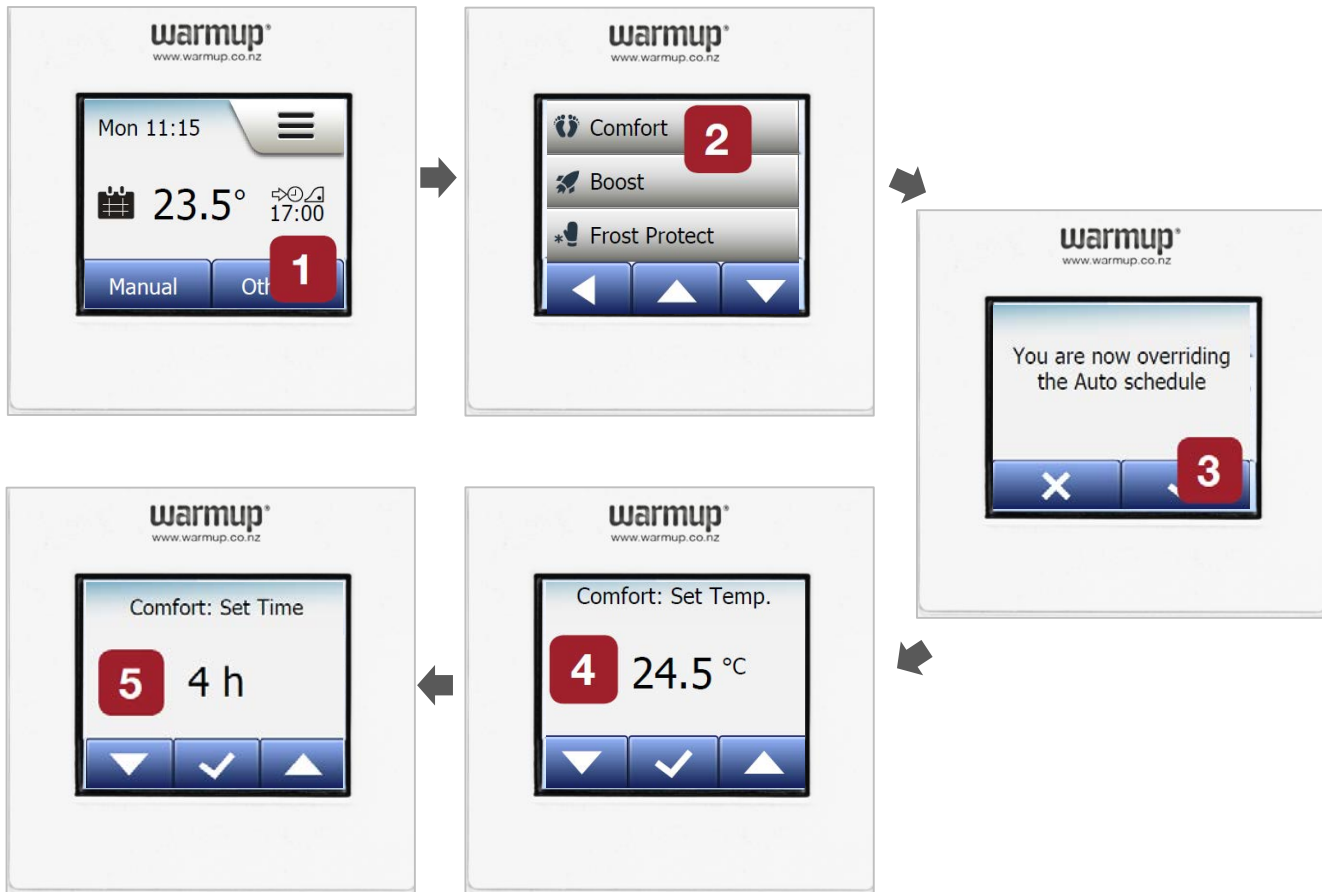 warmup®
www.warmup.co.nz
Mon 11:15
23.5°
17:00
1
Manual
warmup®
www.warmup.co.nz
Comfort
2
Boost
Frost Protect
warmup®
www.warmup.co.nz
You are now overriding
the Auto schedule
3
warmup®
www.warmup.co.nz
Comfort: Set Temp.
4 24.5 °C
warmup®
www.warmup.co.nz
Comfort: Set Time
5 4 h